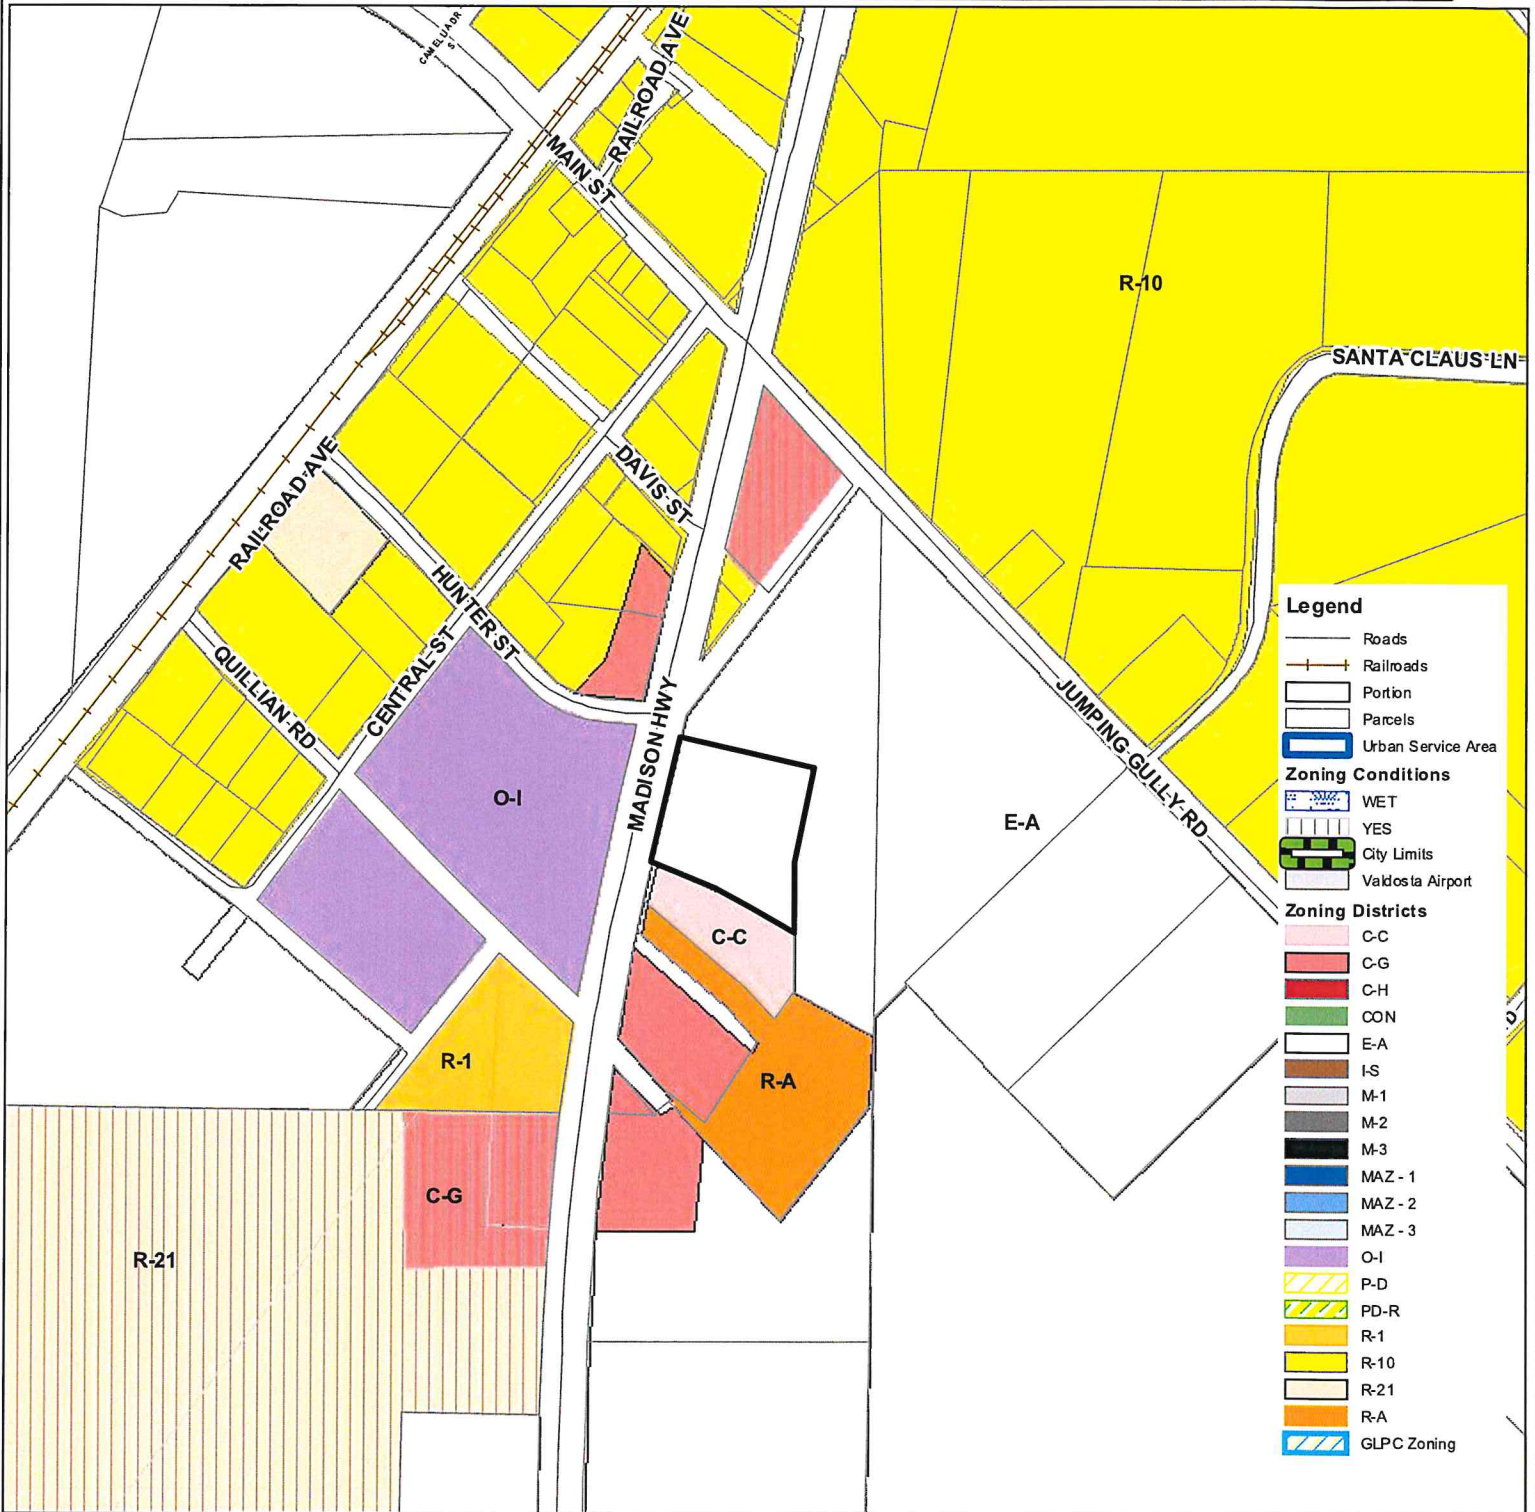 CAMELLIA DR
S
RAILROAD AVE
MAIN ST
R-10
SANTA CLAUS LN
DAVIS ST
RAILROAD AVE
HUNTER ST
CENTRAL ST
QUILLIAN RD
MADISON HWY
JUMPING GULLY RD
O-I
E-A
C-C
R-1
R-A
C-G
R-21
D
Legend
Roads
Railroads
Portion
Parcels
Urban Service Area
Zoning Conditions
WET
YES
City Limits
Valdosta Airport
Zoning Districts
C-C
C-G
C-H
CON
E-A
I-S
M-1
M-2
M-3
MAZ - 1
MAZ - 2
MAZ - 3
O-I
P-D
PD-R
R-1
R-10
R-21
R-A
GLPC Zoning